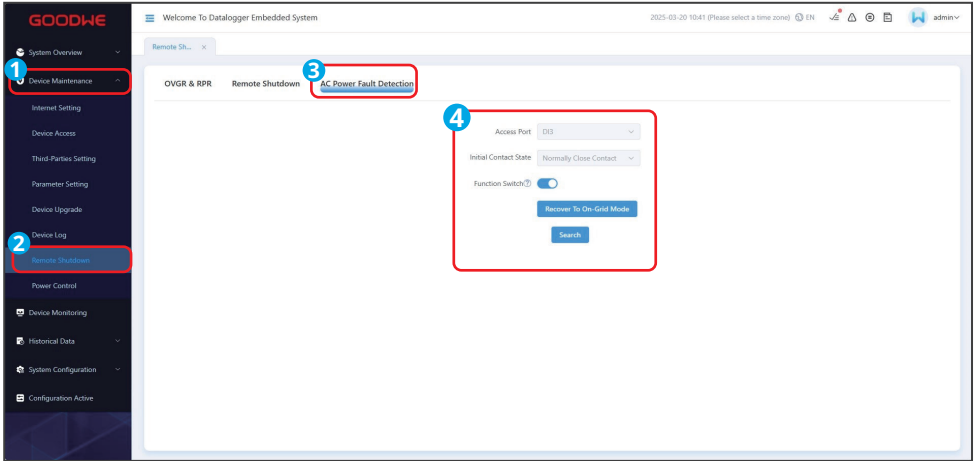 GOODWE
Welcome To Datalogger Embedded System
2025-03-20 10:41 (Please select a time zone)
EN
admin
System Overview
Remote Sh... ×
1
Device Maintenance
3
OVGR & RPR
Remote Shutdown
AC Power Fault Detection
Internet Setting
Device Access
Third-Parties Setting
Parameter Setting
Device Upgrade
Device Log
2
Remote Shutdown
Power Control
Device Monitoring
Historical Data
System Configuration
Configuration Active
4
Access Port DI3
Initial Contact State Normally Close Contact
Function Switch?
Recover To On-Grid Mode
Search